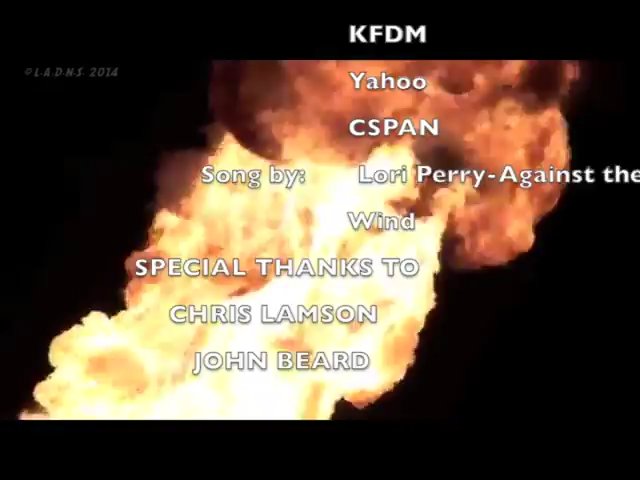 KFDM
©L.A.D.N.S. 2014
Yahoo
CSPAN
Song by: Lori Perry-Against the
Wind
SPECIAL THANKS TO
CHRIS LAMSON
JOHN BEARD